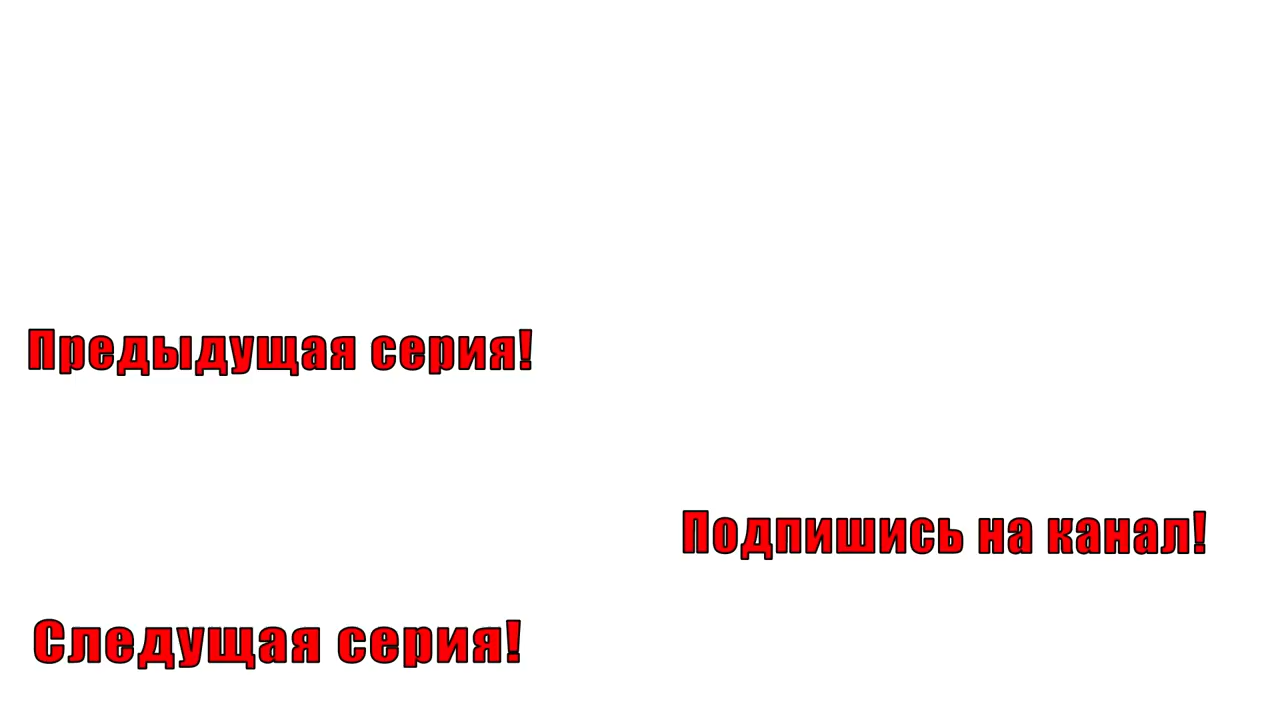 Предыдущая серия!
Подпишись на канал!
Следущая серия!